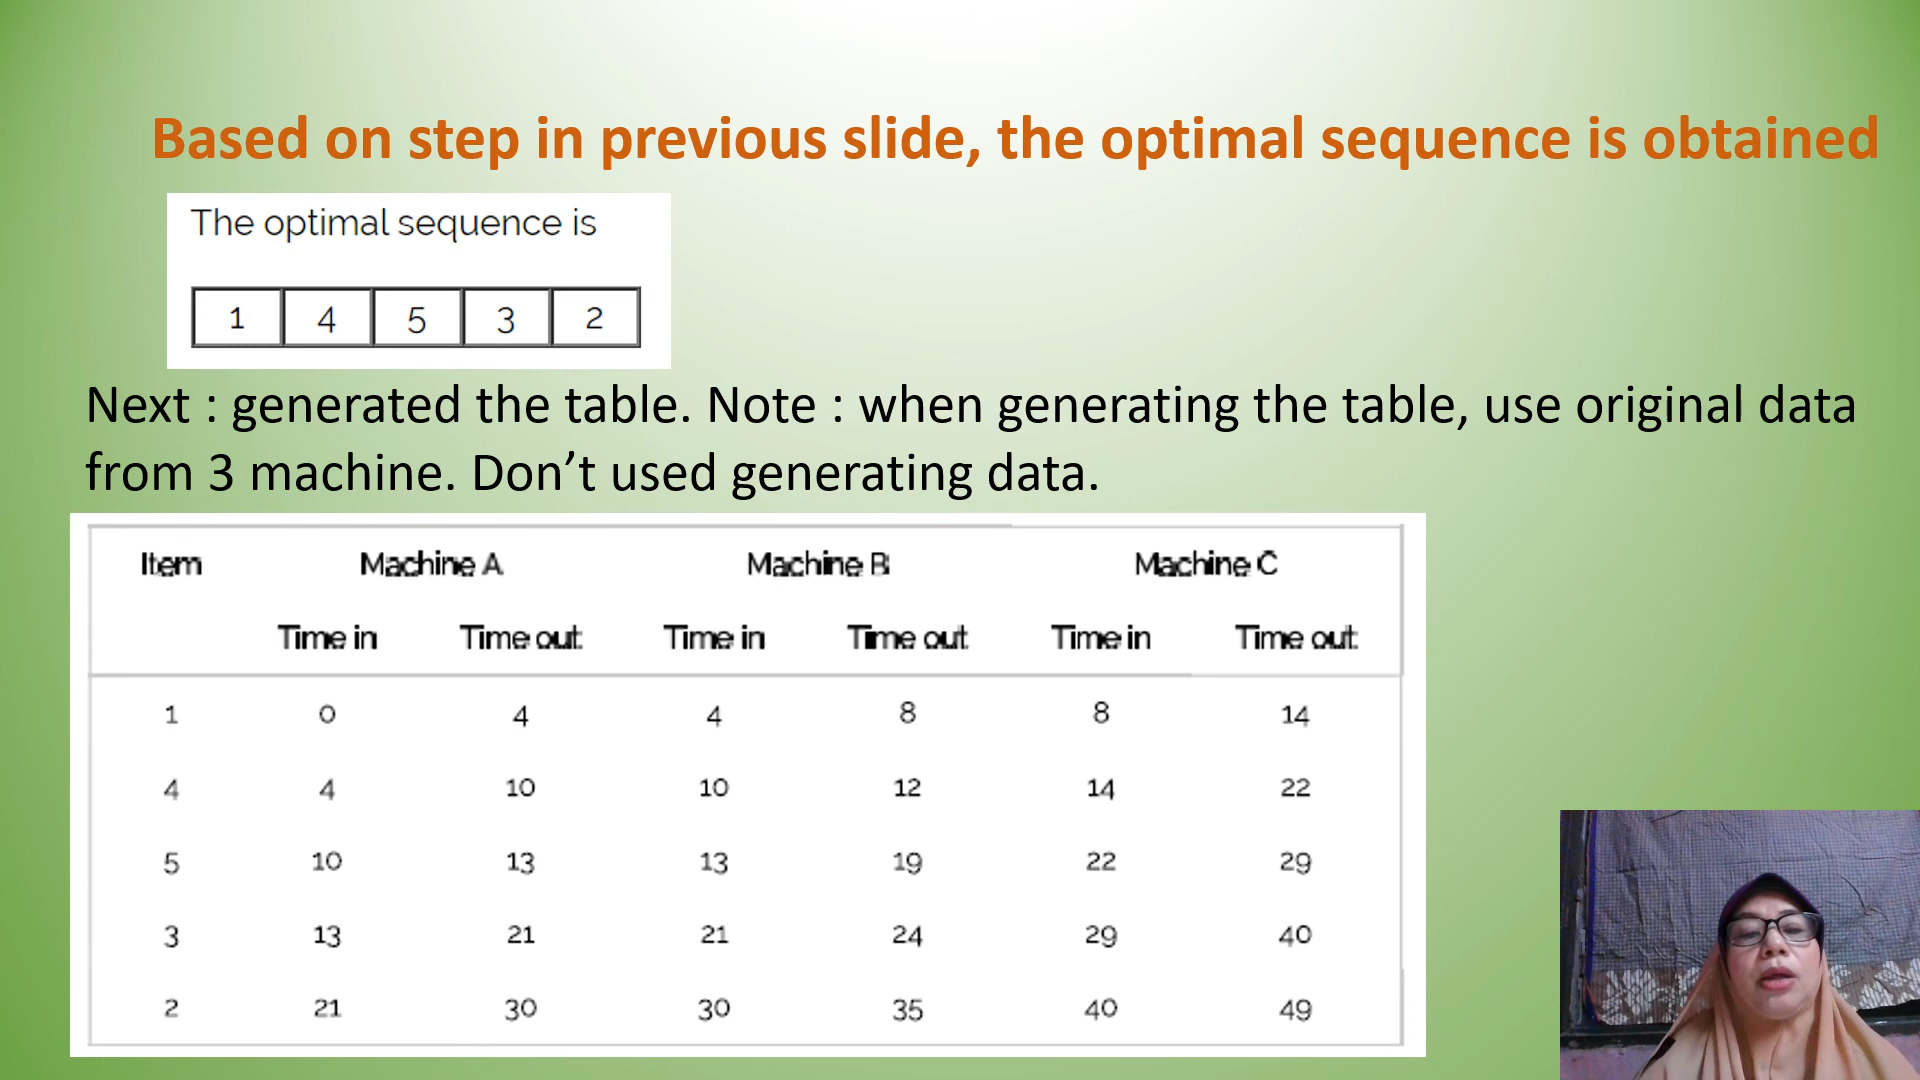 Based on step in previous slide, the optimal sequence is obtained
The optimal sequence is
1 4 5 3 2
Next : generated the table. Note : when generating the table, use original data
from 3 machine. Don’t used generating data.
Item Machine A Machine B Machine C
Time in Time out Time in Time out Time in Time out
1 0 4 4 8 8 14
4 4 10 10 12 14 22
5 10 13 13 19 22 29
3 13 21 21 24 29 40
2 21 30 30 35 40 49